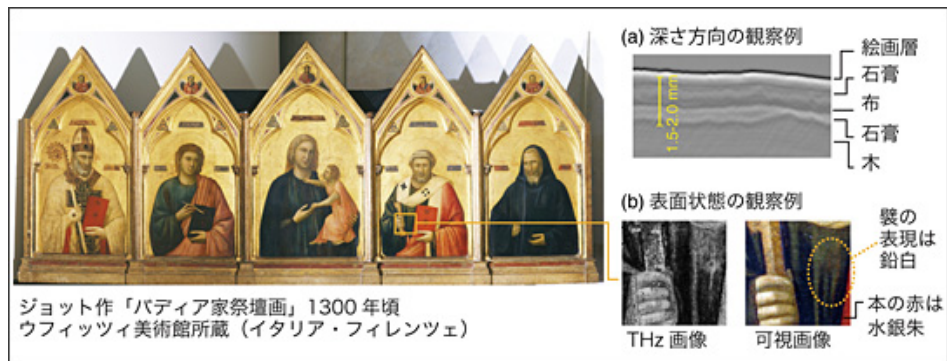 (a) 深さ方向の観察例
絵画層
石膏
布
石膏
木
1.5-2.0 mm
(b) 表面状態の観察例
襞の
表現は
鉛白
本の赤は
水銀朱
THz 画像
可視画像
ジョット作「バディア家祭壇画」1300 年頃
ウフィッツィ美術館所蔵（イタリア・フィレンツェ）